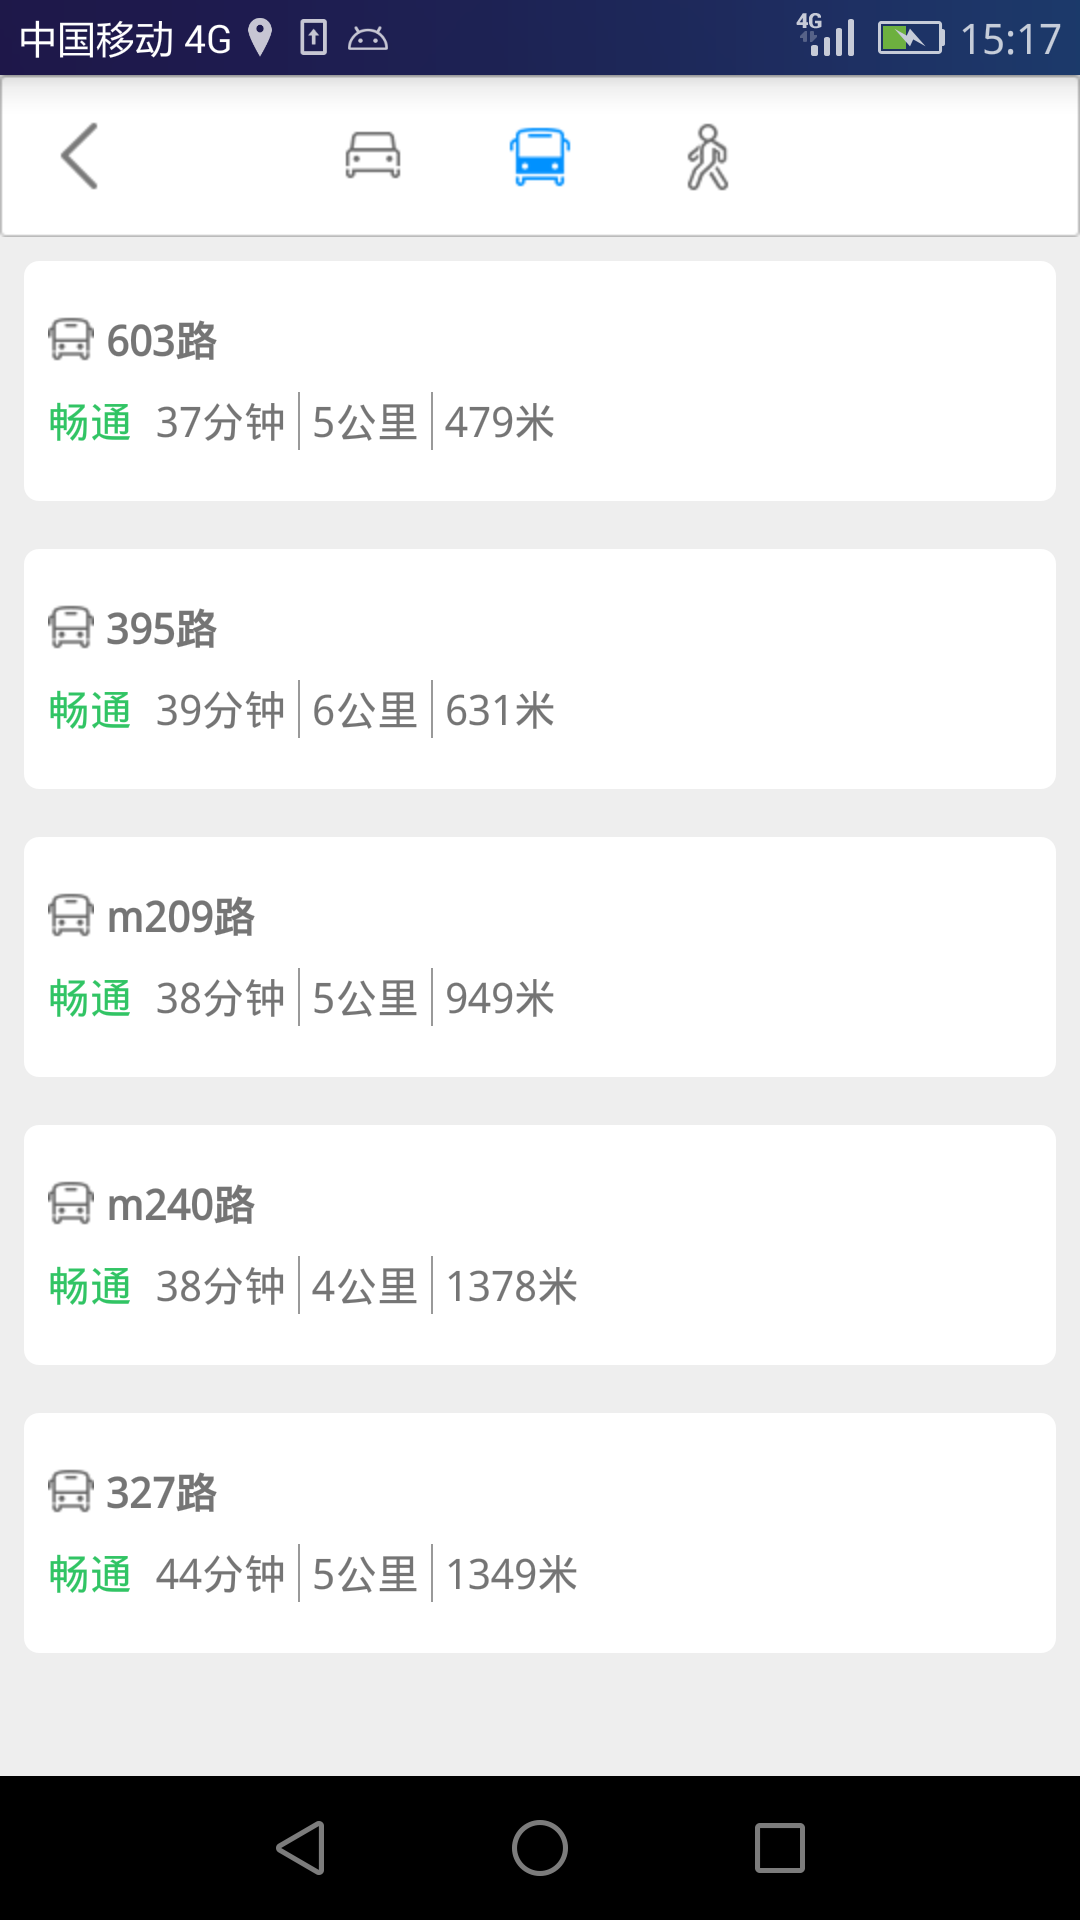 中国移动 4G 4G 15:17
603路
畅通 37分钟 5公里 479米
395路
畅通 39分钟 6公里 631米
m209路
畅通 38分钟 5公里 949米
m240路
畅通 38分钟 4公里 1378米
327路
畅通 44分钟 5公里 1349米